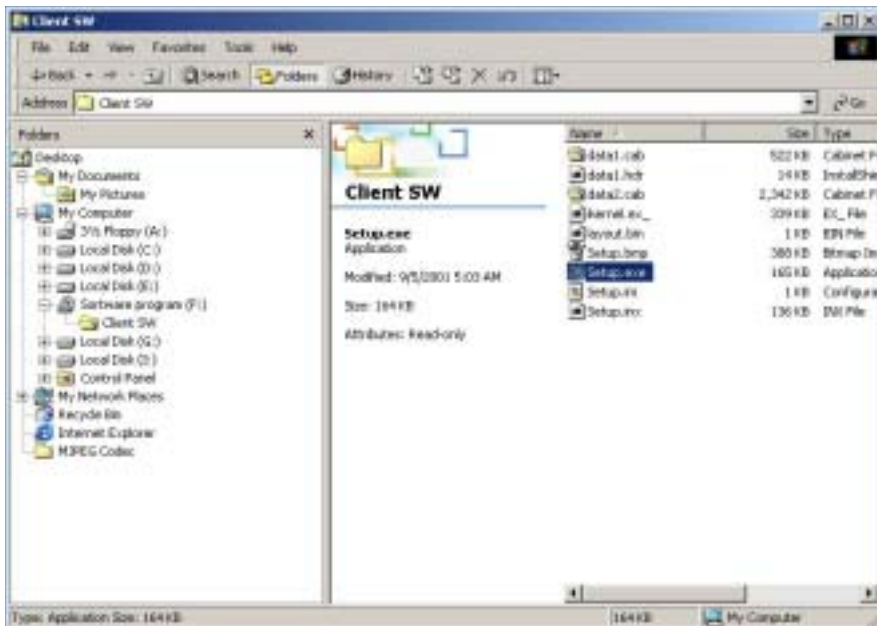 Client SW
File Edit View Favorites Tools Help
Back Search Folders History
Address Client SW Go
Folders
Desktop
My Documents
My Pictures
My Computer
3½ Floppy (A:)
Local Disk (C:)
Local Disk (D:)
Local Disk (E:)
Software program (F:)
Client SW
Local Disk (G:)
Local Disk
Control Panel
My Network Places
Recycle Bin
Internet Explorer
MJPEG Codec
Client SW
Setup.exe
Application
Modified: 9/5/2001 5:03 AM
Size: 164 KB
Attributes: Read-only
Name Size Type
data1.cab 522 KB Cabinet F
data1.hdr 14 KB InstallShie
data2.cab 2,342 KB Cabinet F
kernel.ex_ 339 KB EX_ File
layout.bin 1 KB BIN File
Setup.bmp 388 KB Bitmap Im
Setup.exe 165 KB Applicatio
Setup.ini 1 KB Configura
Setup.inx 136 KB INX File
Type: Application Size: 164 KB 164 KB My Computer